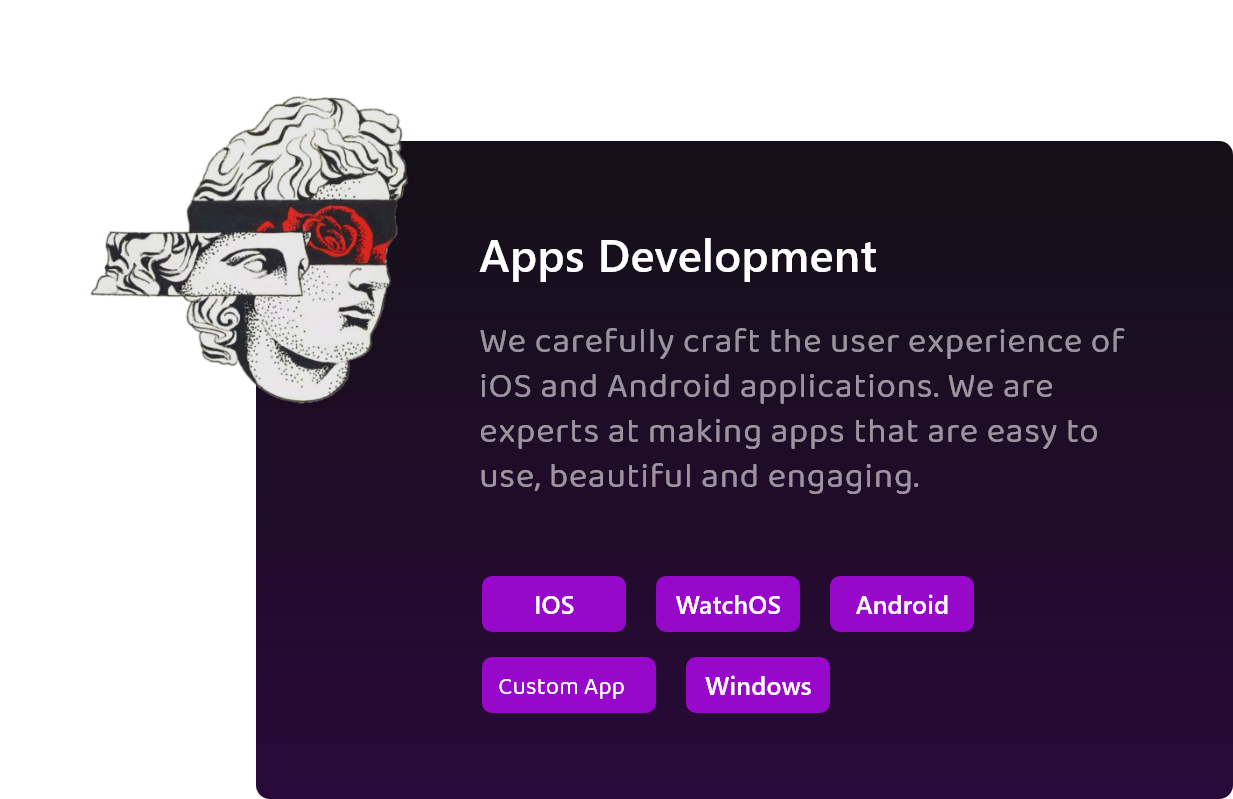 Apps Development
We carefully craft the user experience of
iOS and Android applications. We are
experts at making apps that are easy to
use, beautiful and engaging.
IOS WatchOS Android
Custom App Windows